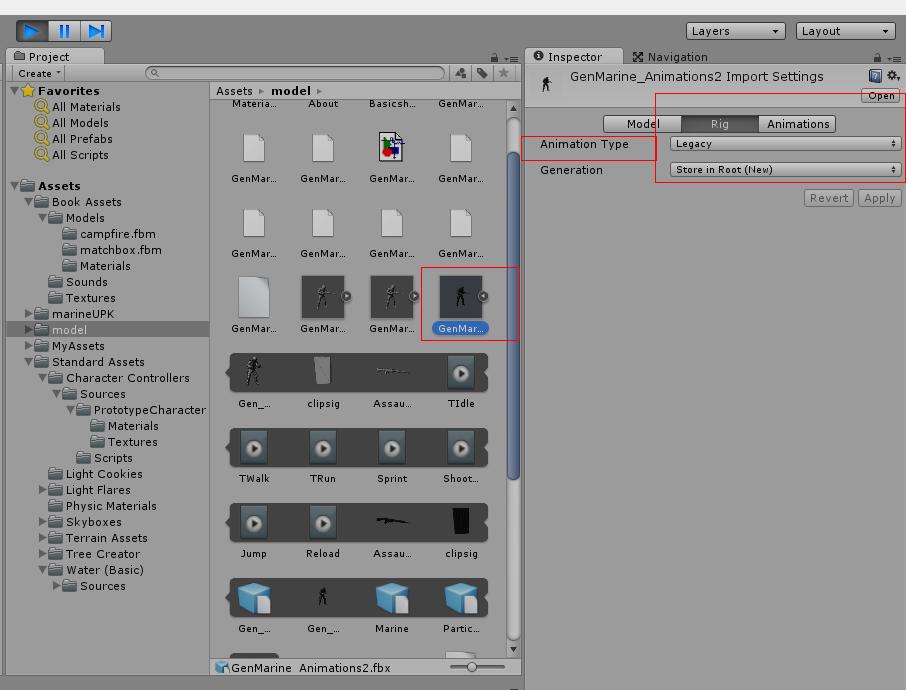 Layers
Layout
Project
Create
Favorites
All Materials
All Models
All Prefabs
All Scripts
Assets
Book Assets
Models
campfire.fbm
matchbox.fbm
Materials
Sounds
Textures
marineUPK
model
MyAssets
Standard Assets
Character Controllers
Sources
PrototypeCharacter
Materials
Textures
Scripts
Light Cookies
Light Flares
Physic Materials
Skyboxes
Terrain Assets
Tree Creator
Water (Basic)
Sources
Assets model
Materia... About Basicsh... GenMar...
GenMar... GenMar... GenMar... GenMar...
GenMar... GenMar... GenMar... GenMar...
GenMar... GenMar... GenMar... GenMar...
Gen_... clipsig Assau... TIdle
TWalk TRun Sprint Shoot...
Jump Reload Assau... clipsig
Gen_... Gen_... Marine Partic...
GenMarine_Animations2.fbx
Inspector Navigation
GenMarine_Animations2 Import Settings
Open
Model Rig Animations
Animation Type Legacy
Generation Store in Root (New)
Revert Apply